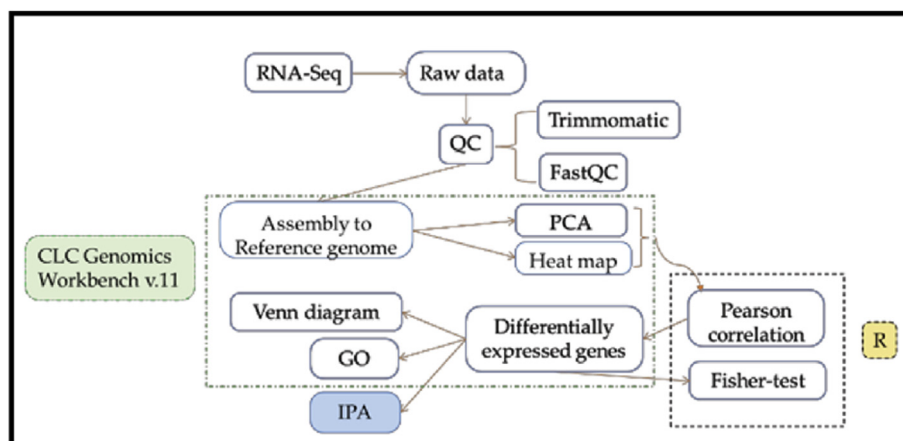 RNA-Seq
Raw data
QC
Trimmomatic
FastQC
Assembly to
Reference genome
PCA
Heat map
CLC Genomics
Workbench v.11
Pearson
correlation
R
Venn diagram
Differentially
expressed genes
GO
Fisher-test
IPA